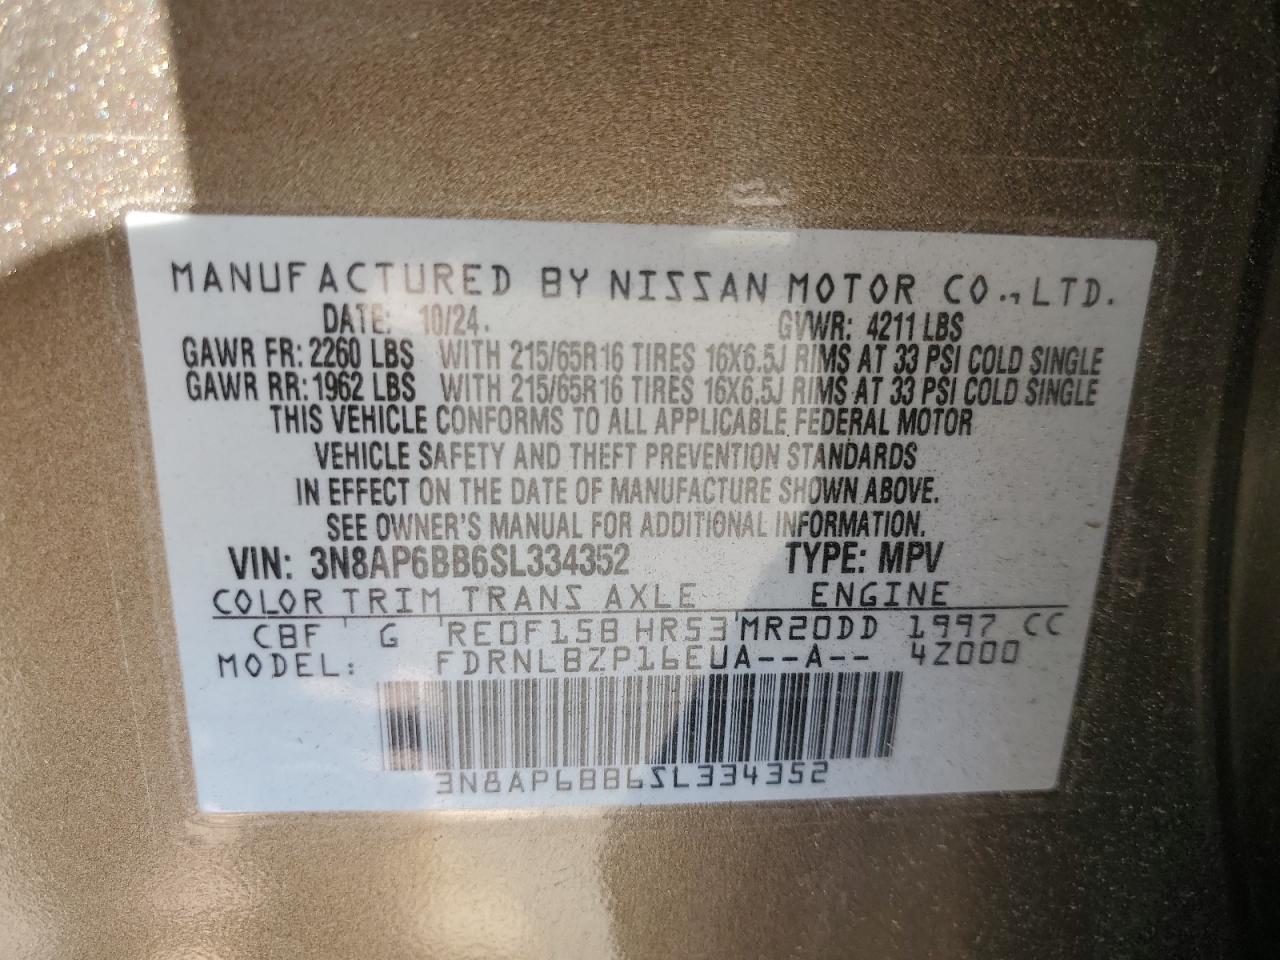 MANUFACTURED BY NISSAN MOTOR CO., LTD.
DATE: 10/24. GVWR: 4211 LBS
GAWR FR: 2260 LBS WITH 215/65R16 TIRES 16X6.5J RIMS AT 33 PSI COLD SINGLE
GAWR RR: 1962 LBS WITH 215/65R16 TIRES 16X6.5J RIMS AT 33 PSI COLD SINGLE
THIS VEHICLE CONFORMS TO ALL APPLICABLE FEDERAL MOTOR
VEHICLE SAFETY AND THEFT PREVENTION STANDARDS
IN EFFECT ON THE DATE OF MANUFACTURE SHOWN ABOVE.
SEE OWNER'S MANUAL FOR ADDITIONAL INFORMATION.
VIN: 3N8AP6BB6SL334352 TYPE: MPV
COLOR TRIM TRANS AXLE ENGINE
CBF G RE0F15B HR53 MR20DD 1997 CC
MODEL: FDRNLBZP16EUA--A-- 4Z000
3N8AP6BB6SL334352